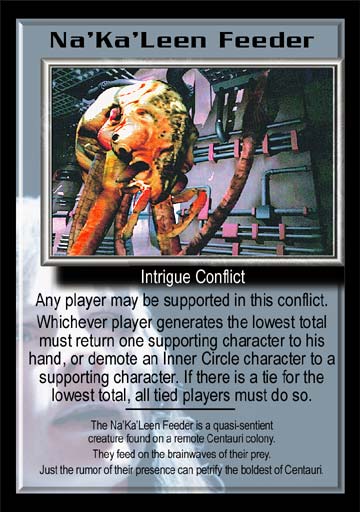 Na'Ka'Leen Feeder
Intrigue Conflict
Any player may be supported in this conflict.
Whichever player generates the lowest total
must return one supporting character to his
hand, or demote an Inner Circle character to a
supporting character. If there is a tie for the
lowest total, all tied players must do so.
The Na'Ka'Leen Feeder is a quasi-sentient
creature found on a remote Centauri colony.
They feed on the brainwaves of their prey.
Just the rumor of their presence can petrify the boldest of Centauri.